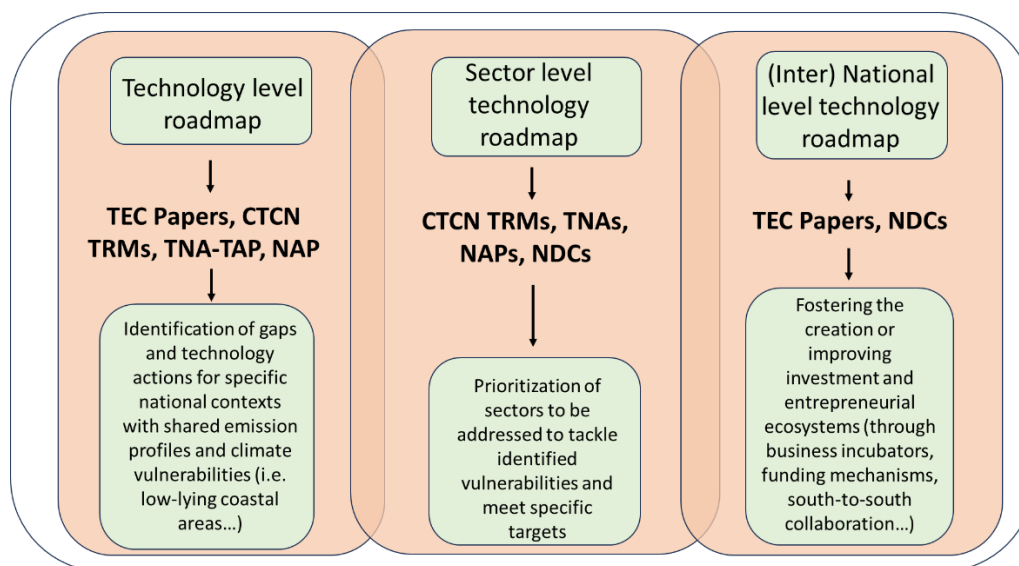 Technology level
roadmap
TEC Papers, CTCN
TRMs, TNA-TAP, NAP
Identification of gaps
and technology
actions for specific
national contexts
with shared emission
profiles and climate
vulnerabilities (i.e.
low-lying coastal
areas...)
Sector level
technology
roadmap
CTCN TRMs, TNAs,
NAPs, NDCs
Prioritization of
sectors to be
addressed to tackle
identified
vulnerabilities and
meet specific
targets
(Inter) National
level technology
roadmap
TEC Papers, NDCs
Fostering the
creation or
improving
investment and
entrepreneurial
ecosystems (through
business incubators,
funding mechanisms,
south-to-south
collaboration...)